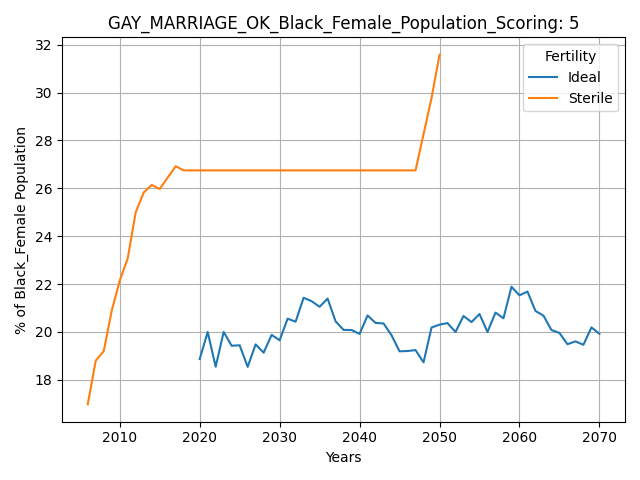 GAY_MARRIAGE_OK_Black_Female_Population_Scoring: 5
% of Black_Female Population
32
30
28
26
24
22
20
18
Fertility
Ideal
Sterile
2010
2020
2030
2040
2050
2060
2070
Years